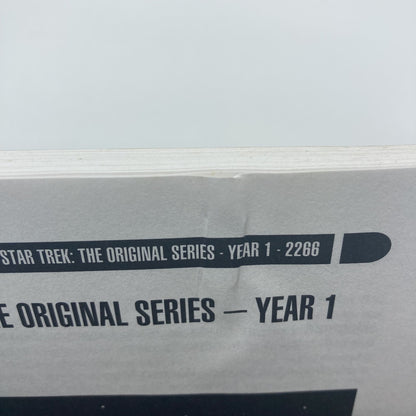 STAR TREK: THE ORIGINAL SERIES - YEAR 1 - 2266
E ORIGINAL SERIES — YEAR 1